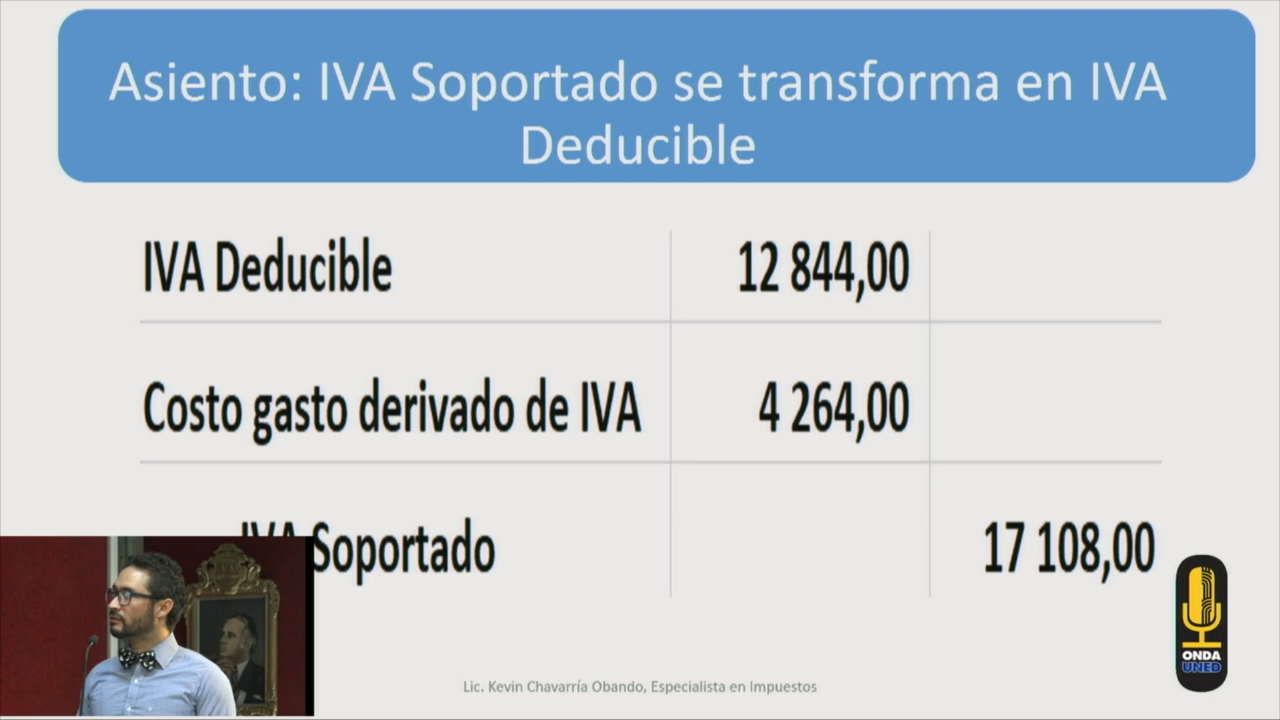 Asiento: IVA Soportado se transforma en IVA
Deducible
IVA Deducible 12 844,00
Costo gasto derivado de IVA 4 264,00
IVA Soportado 17 108,00
ONDA
UNED
Lic. Kevin Chavarría Obando, Especialista en Impuestos